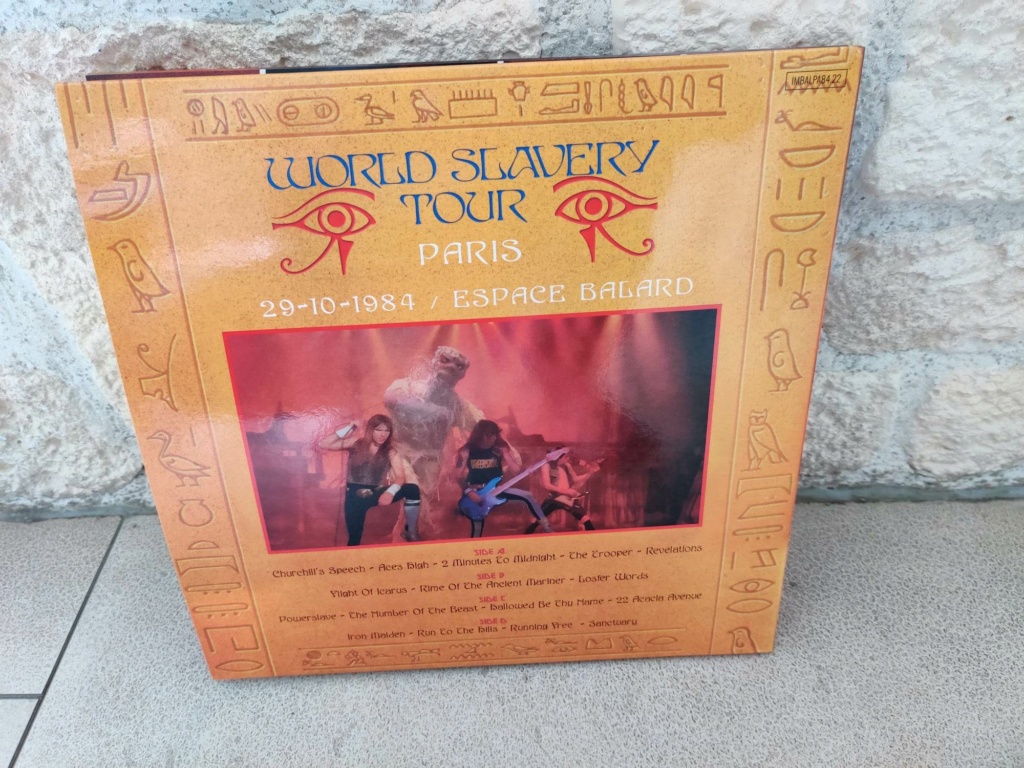 IMBALPA84.22
WORLD SLAVERY
TOUR
PARIS
29-10-1984 / ESPACE BALARD
SIDE A
Churchill's Speech - Aces High - 2 Minutes To Midnight - The Trooper - Revelations
SIDE B
Flight Of Icarus - Rime Of The Ancient Mariner - Losfer Words
SIDE C
Powerslave - The Number Of The Beast - Hallowed Be Thy Name - 22 Acacia Avenue
SIDE D
Iron Maiden - Run To The Hills - Running Free - Sanctuary